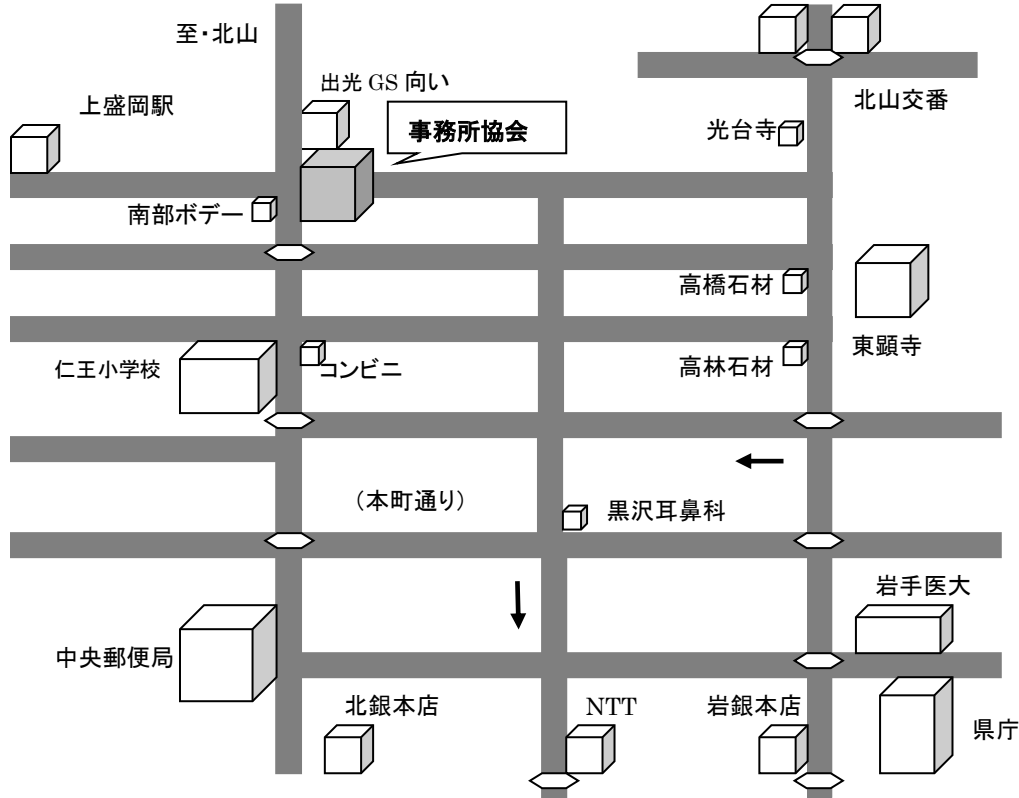 至・北山
出光 GS 向い
上盛岡駅
事務所協会
北山交番
光台寺
南部ボデー
高橋石材
東顕寺
仁王小学校
コンビニ
高林石材
（本町通り）
黒沢耳鼻科
岩手医大
中央郵便局
北銀本店
NTT
岩銀本店
県庁